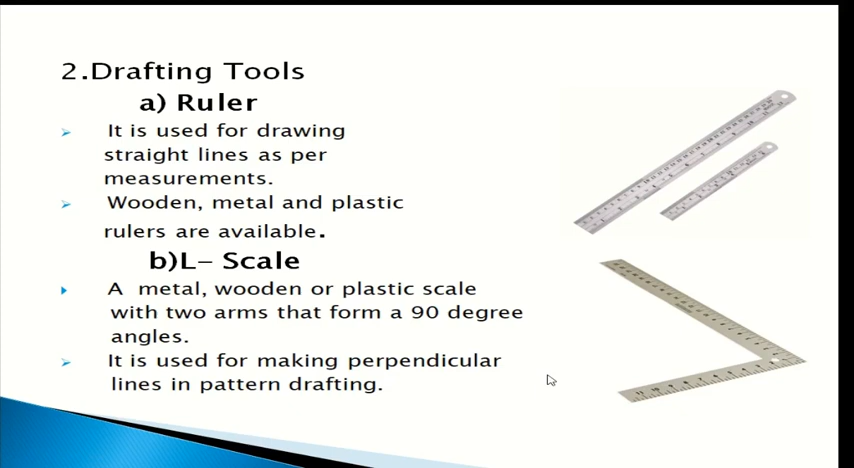 2.Drafting Tools
a) Ruler
It is used for drawing
straight lines as per
measurements.
Wooden, metal and plastic
rulers are available.
b)L– Scale
A metal, wooden or plastic scale
with two arms that form a 90 degree
angles.
It is used for making perpendicular
lines in pattern drafting.